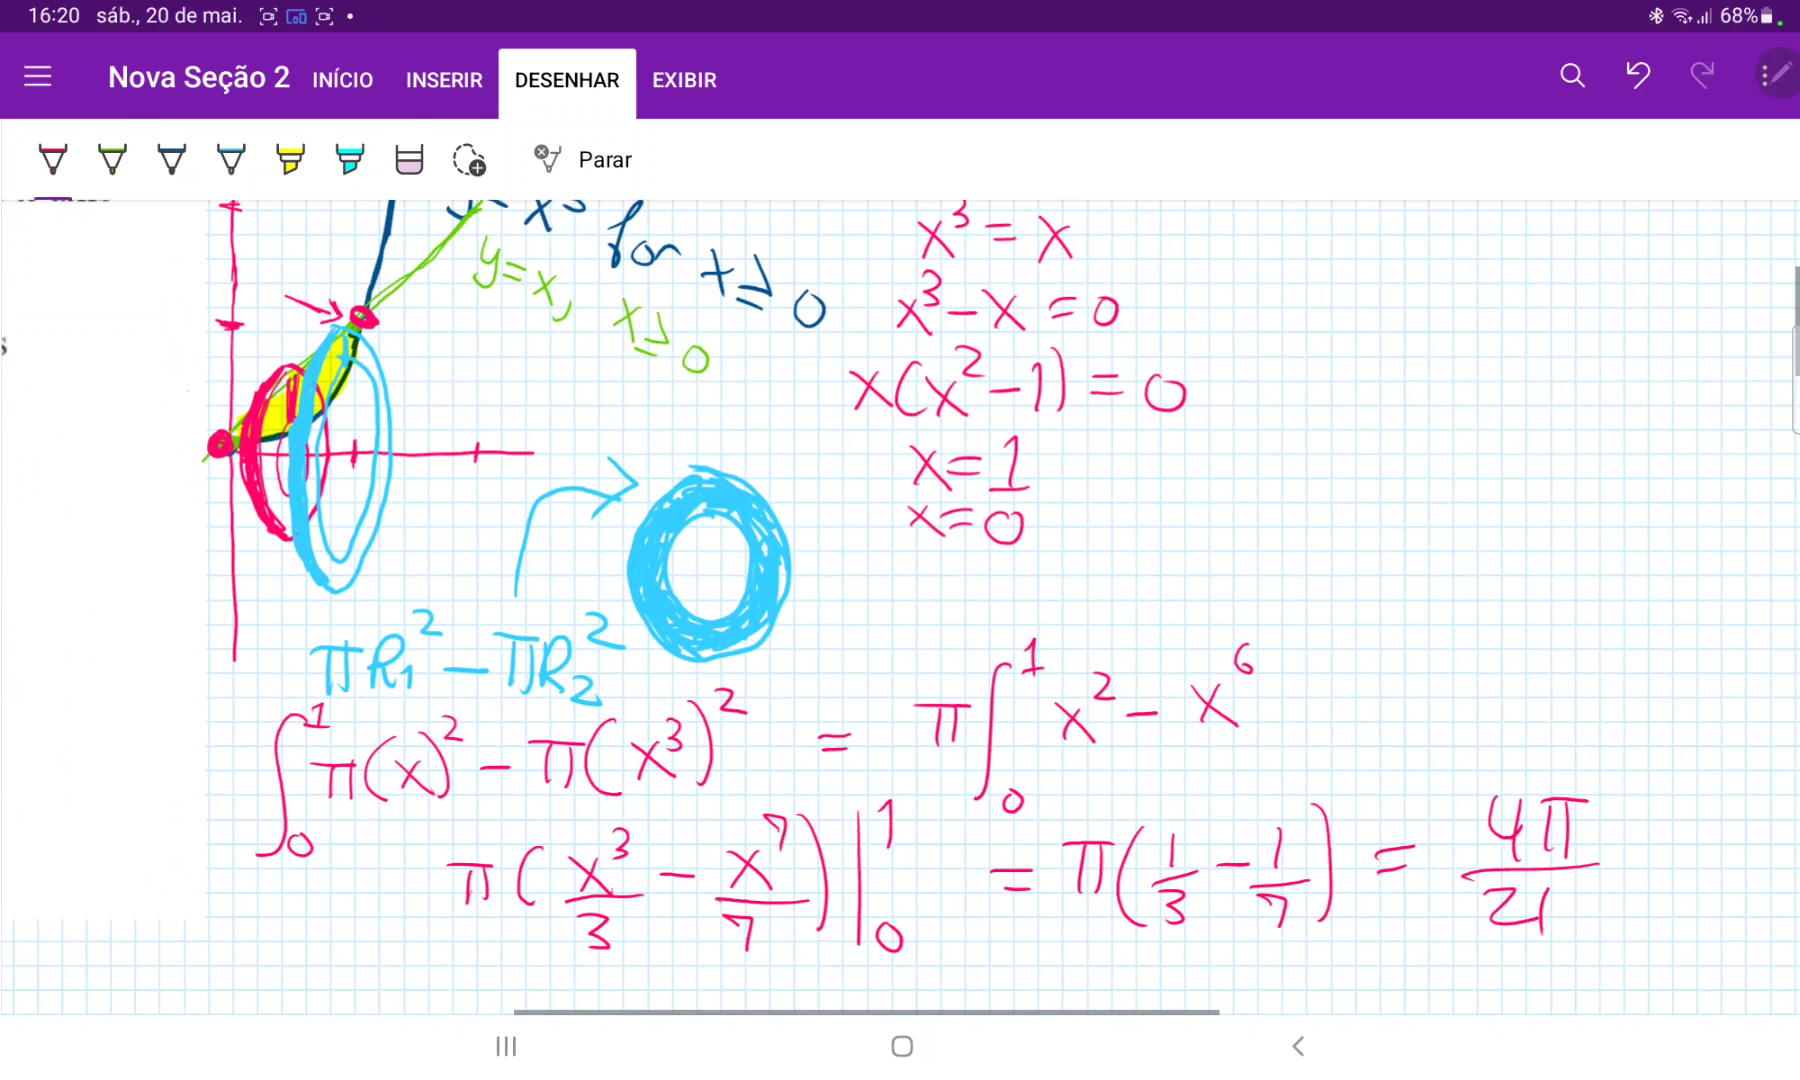 16:20 sáb., 20 de mai. 68%
Nova Seção 2 INÍCIO INSERIR DESENHAR EXIBIR
Parar
for x ≥ 0
y = x, x ≥ 0
x³ = x
x³ - x = 0
x(x² - 1) = 0
x = 1
x = 0
πR₁² - πR₂²
∫₀¹ π(x)² - π(x³)² = π ∫₀¹ x² - x⁶
π(x³/3 - x⁷/7)|₀¹ = π(1/3 - 1/7) = 4π/21